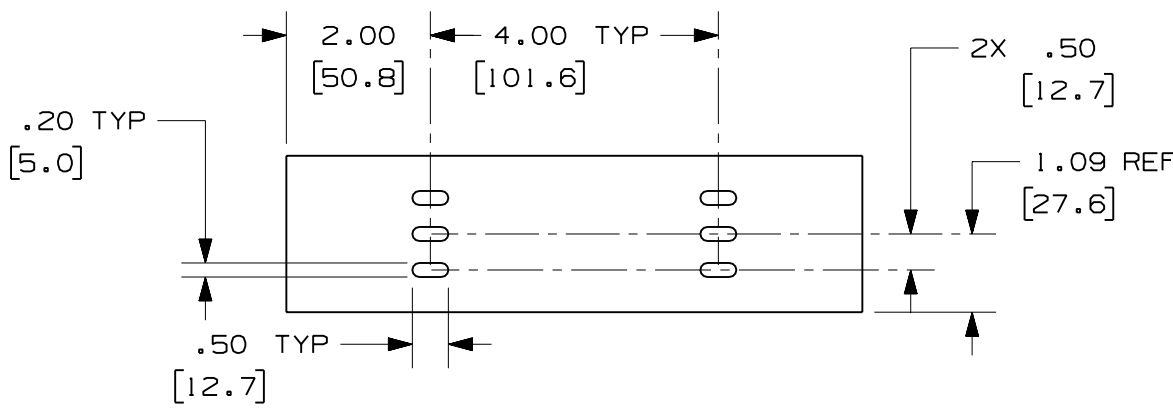 2.00
[50.8]
4.00 TYP
[101.6]
2X .50
[12.7]
.20 TYP
[5.0]
1.09 REF
[27.6]
.50 TYP
[12.7]